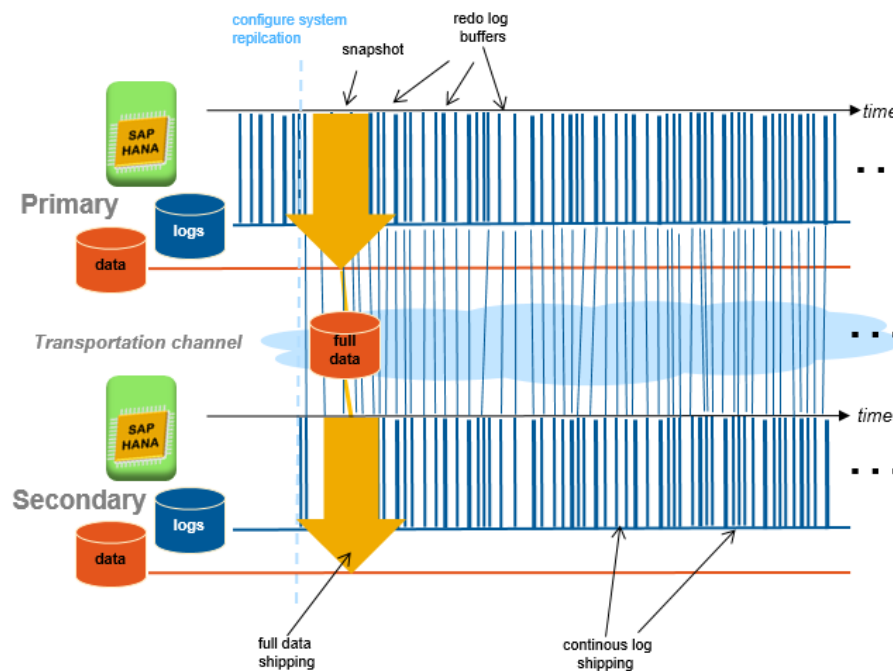 configure system
repilcation
snapshot
redo log
buffers
time
SAP
HANA
Primary
logs
data
Transportation channel
full
data
time
SAP
HANA
Secondary
logs
data
full data
shipping
continous log
shipping